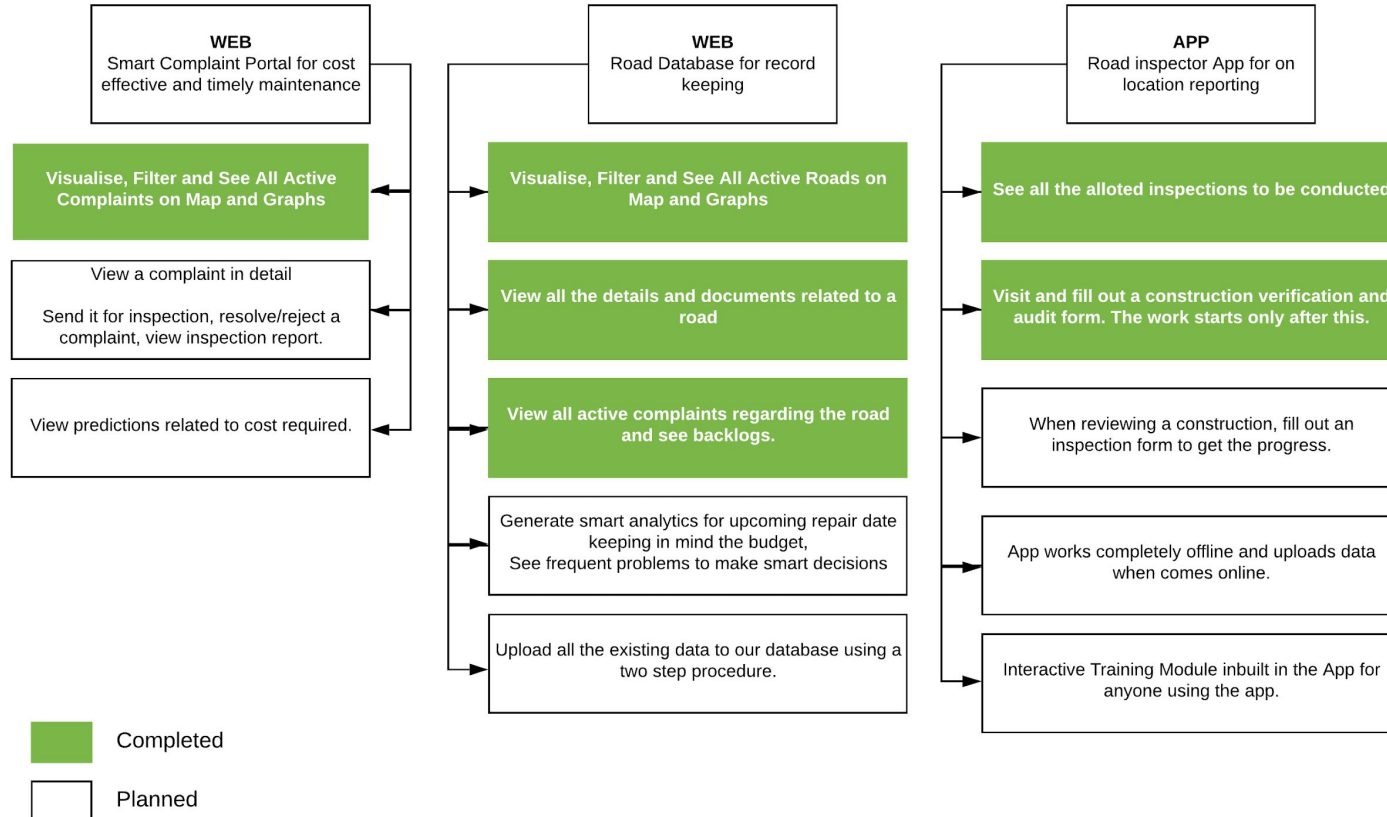 WEB
Smart Complaint Portal for cost
effective and timely maintenance
Visualise, Filter and See All Active
Complaints on Map and Graphs
View a complaint in detail
Send it for inspection, resolve/reject a
complaint, view inspection report.
View predictions related to cost required.
WEB
Road Database for record
keeping
Visualise, Filter and See All Active Roads on
Map and Graphs
View all the details and documents related to a
road
View all active complaints regarding the road
and see backlogs.
Generate smart analytics for upcoming repair date
keeping in mind the budget,
See frequent problems to make smart decisions
Upload all the existing data to our database using a
two step procedure.
APP
Road inspector App for on
location reporting
See all the alloted inspections to be conducted
Visit and fill out a construction verification and
audit form. The work starts only after this.
When reviewing a construction, fill out an
inspection form to get the progress.
App works completely offline and uploads data
when comes online.
Interactive Training Module inbuilt in the App for
anyone using the app.
Completed
Planned